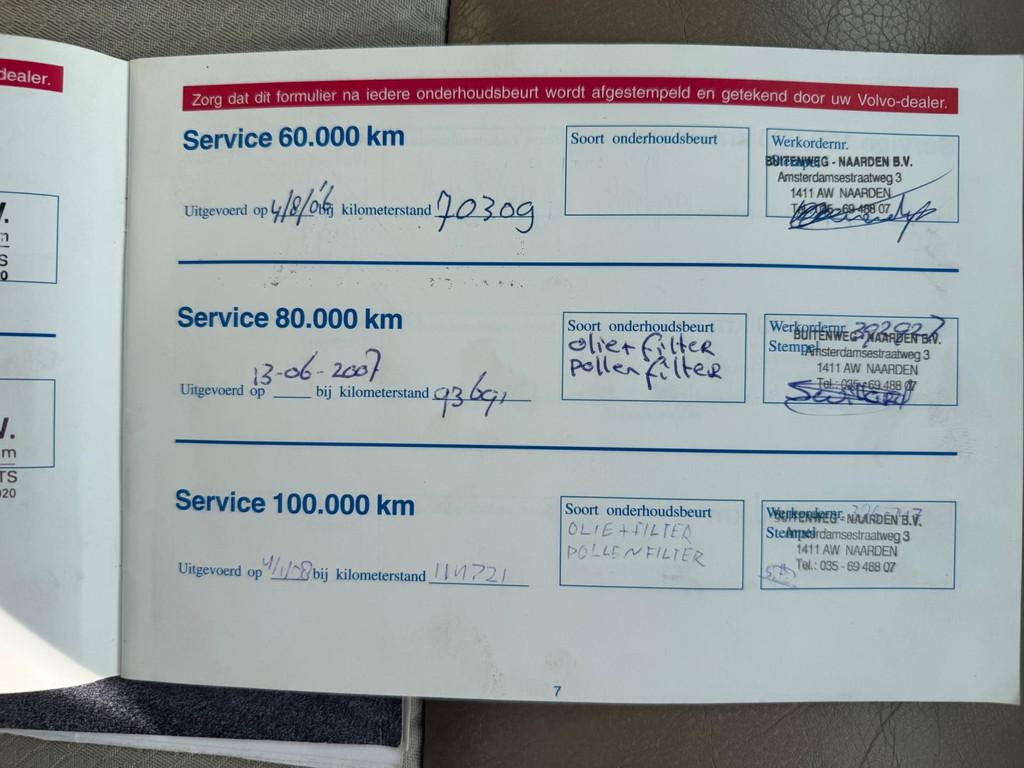 dealer.
Zorg dat dit formulier na iedere onderhoudsbeurt wordt afgestempeld en getekend door uw Volvo-dealer.
Service 60.000 km
Soort onderhoudsbeurt
Werkordernr.
BUITENWEG - NAARDEN B.V.
Amsterdamsestraatweg 3
1411 AW NAARDEN
Tel.: 035 - 69 488 07
Uitgevoerd op 4/8/06 bij kilometerstand 70309
Service 80.000 km
Soort onderhoudsbeurt
olie+filter
pollenfilter
Werkordernr.
Stempel
BUITENWEG - NAARDEN B.V.
Amsterdamsestraatweg 3
1411 AW NAARDEN
Tel.: 035 - 69 488 07
13-06-2007
Uitgevoerd op bij kilometerstand
Service 100.000 km
Soort onderhoudsbeurt
OLIE+FILTER
POLLENFILTER
Werkordernr.
Stempel
BUITENWEG - NAARDEN B.V.
Amsterdamsestraatweg 3
1411 AW NAARDEN
Tel.: 035 - 69 488 07
Uitgevoerd op bij kilometerstand
7